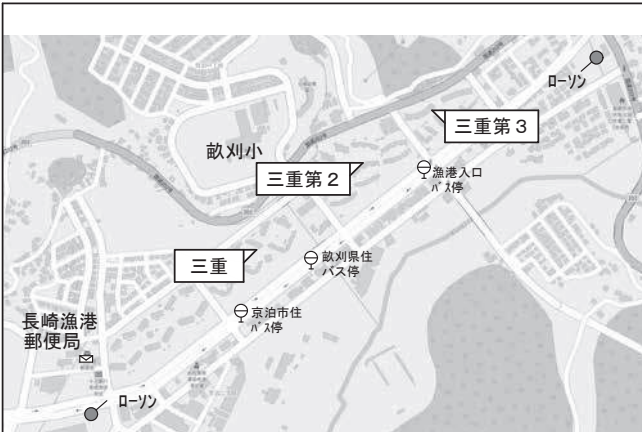 ローソン
三重第３
畝刈小
漁港入口
バス停
三重第２
畝刈県住
バス停
三重
京泊市住
バス停
長崎漁港
郵便局
ローソン